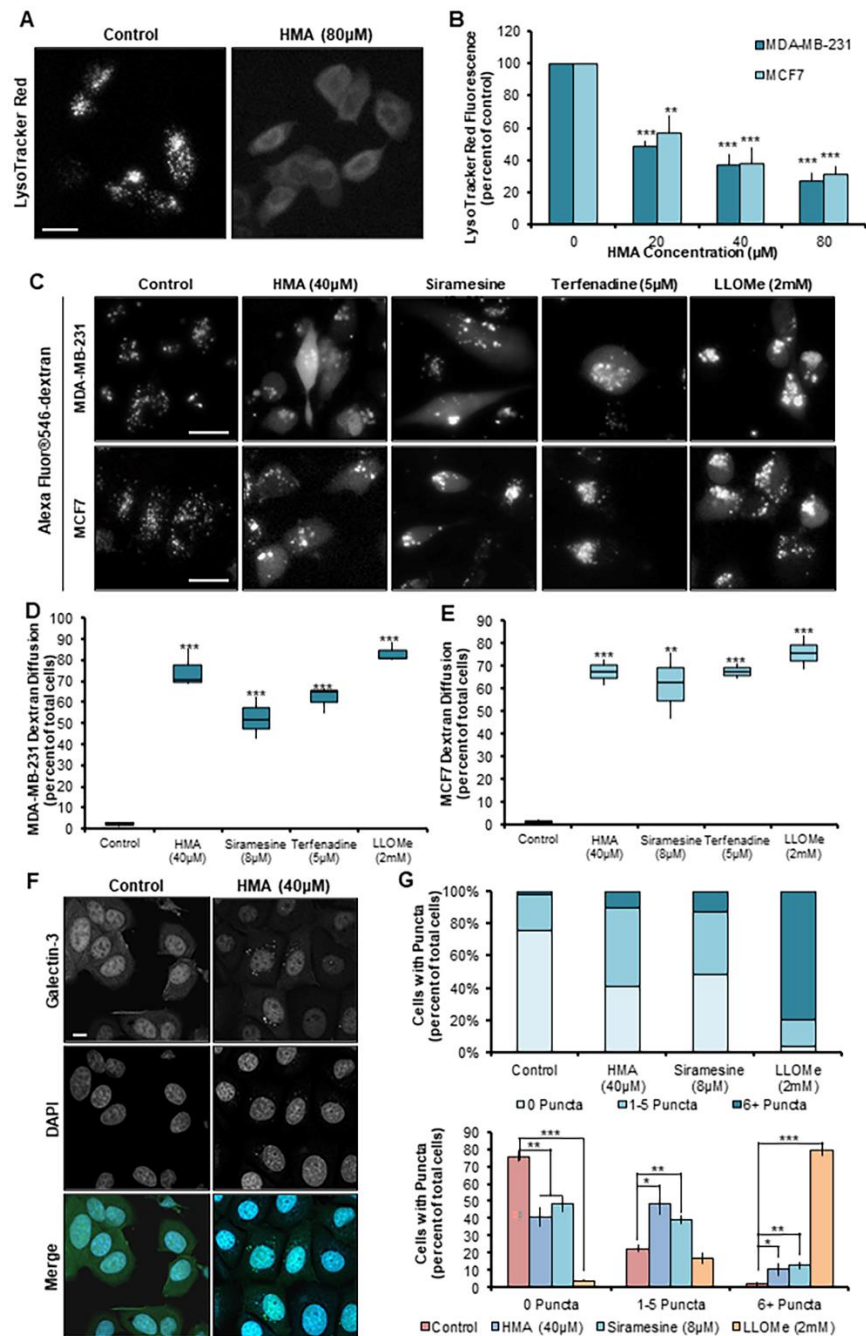 A
Control
HMA (80μM)
LysoTracker Red
B
LysoTracker Red Fluorescence
(percent of control)
120
100
80
60
40
20
0
MDA-MB-231
MCF7
***
**
***
***
***
***
0
20
40
80
HMA Concentration (μM)
C
Control
HMA (40μM)
Siramesine
Terfenadine (5μM)
LLOMe (2mM)
Alexa Fluor®546-dextran
MDA-MB-231
MCF7
D
MDA-MB-231 Dextran Diffusion
(percent of total cells)
100
90
80
70
60
50
40
30
20
10
0
***
***
***
***
Control
HMA
(40μM)
Siramesine
(8μM)
Terfenadine
(5μM)
LLOMe
(2mM)
E
MCF7 Dextran Diffusion
(percent of total cells)
90
80
70
60
50
40
30
20
10
0
***
**
***
***
Control
HMA
(40μM)
Siramesine
(8μM)
Terfenadine
(5μM)
LLOMe
(2mM)
F
Control
HMA (40μM)
Galectin-3
DAPI
Merge
G
Cells with Puncta
(percent of total cells)
100%
80%
60%
40%
20%
0%
Control
HMA
(40μM)
Siramesine
(8μM)
LLOMe
(2mM)
0 Puncta
1-5 Puncta
6+ Puncta
Cells with Puncta
(percent of total cells)
90
80
70
60
50
40
30
20
10
0
***
**
**
*
***
**
*
0 Puncta
1-5 Puncta
6+ Puncta
Control
HMA (40μM)
Siramesine (8μM)
LLOMe (2mM)